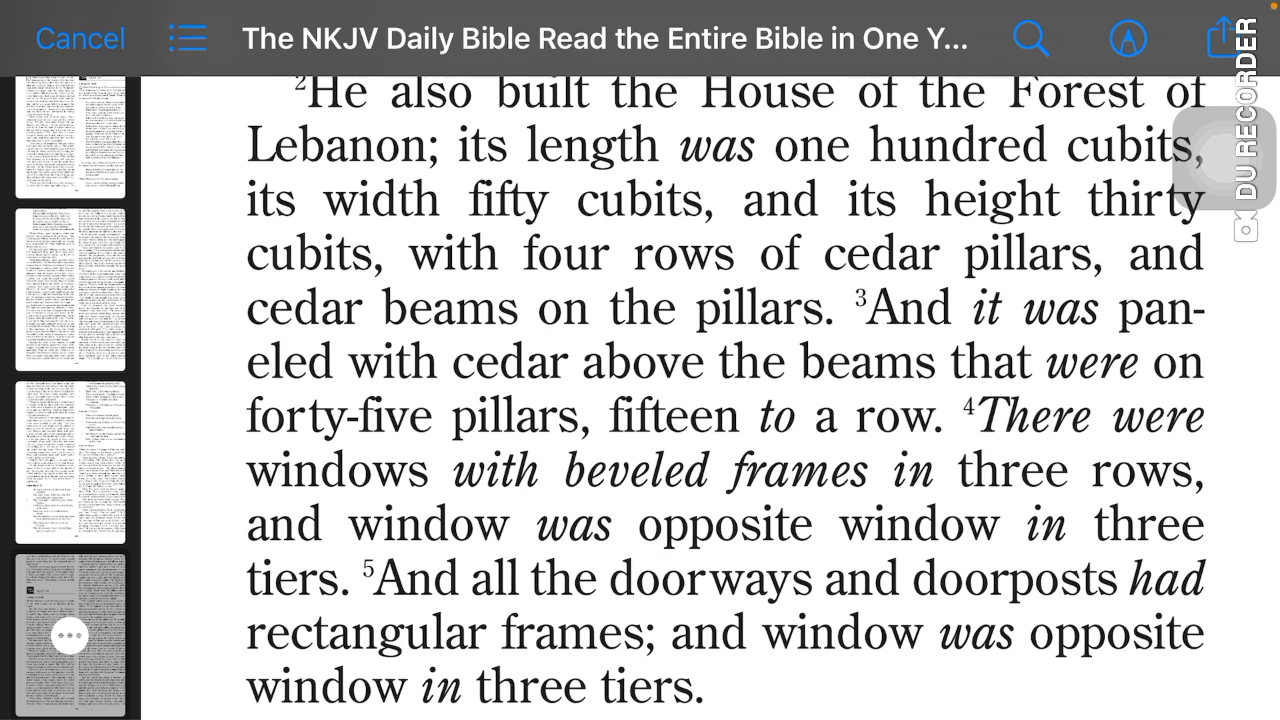 Cancel
The NKJV Daily Bible Read the Entire Bible in One Y...
²He also built the House of the Forest of
Lebanon; its length was one hundred cubits,
its width fifty cubits, and its height thirty
cubits, with four rows of cedar pillars, and
cedar beams on the pillars. ³And it was pan-
eled with cedar above the beams that were on
forty-five pillars, fifteen to a row. ⁴There were
windows with beveled frames in three rows,
and window was opposite window in three
tiers. ⁵And all the doorways and doorposts had
rectangular frames; and window was opposite
window in three tiers.
DU RECORDER